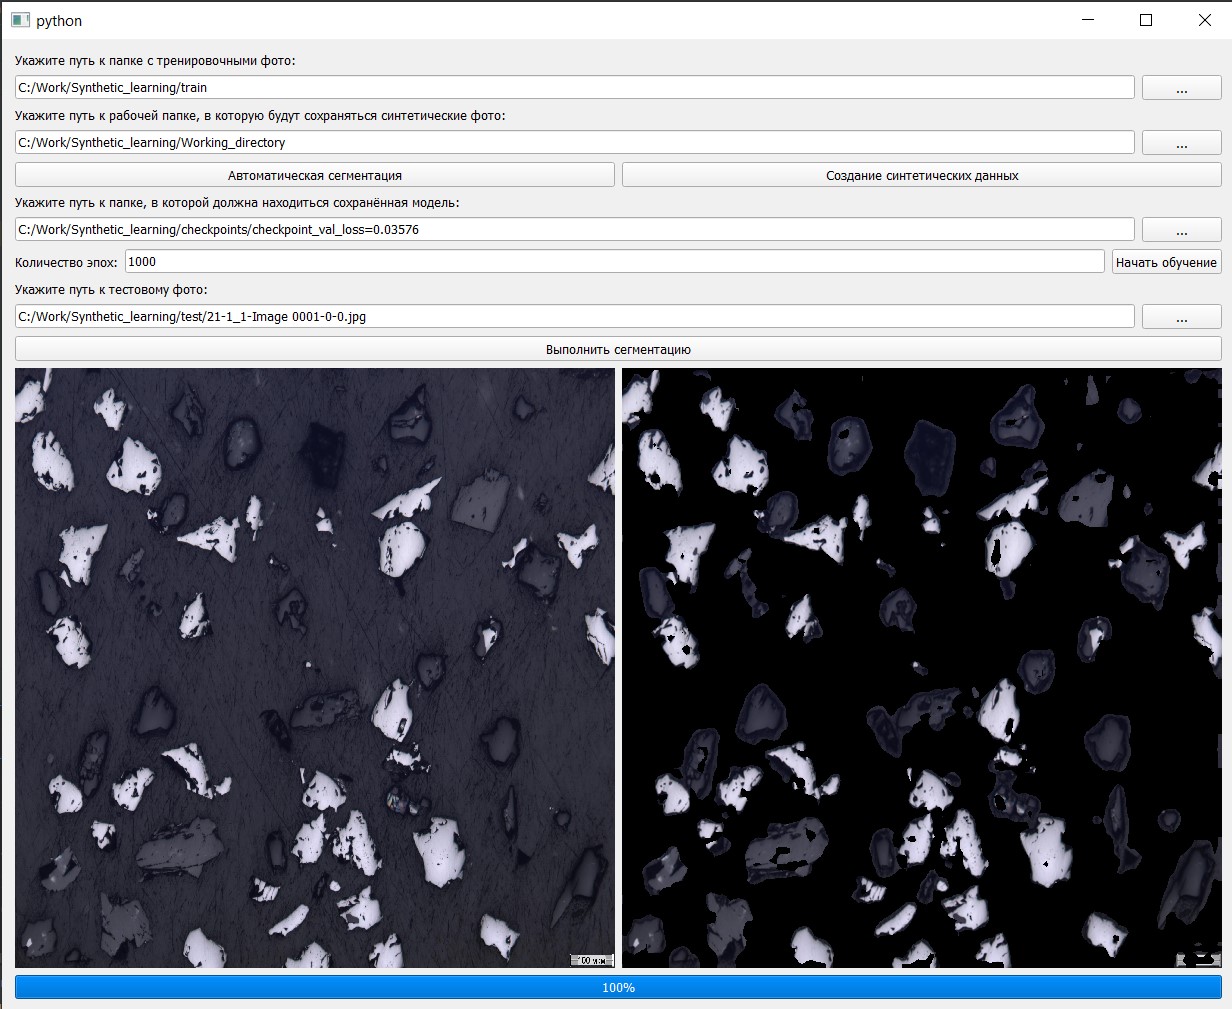 python
Укажите путь к папке с тренировочными фото:
C:/Work/Synthetic_learning/train
...
Укажите путь к рабочей папке, в которую будут сохраняться синтетические фото:
C:/Work/Synthetic_learning/Working_directory
...
Автоматическая сегментация
Создание синтетических данных
Укажите путь к папке, в которой должна находиться сохранённая модель:
C:/Work/Synthetic_learning/checkpoints/checkpoint_val_loss=0.03576
...
Количество эпох:
1000
Начать обучение
Укажите путь к тестовому фото:
C:/Work/Synthetic_learning/test/21-1_1-Image 0001-0-0.jpg
...
Выполнить сегментацию
100 мкм
100%